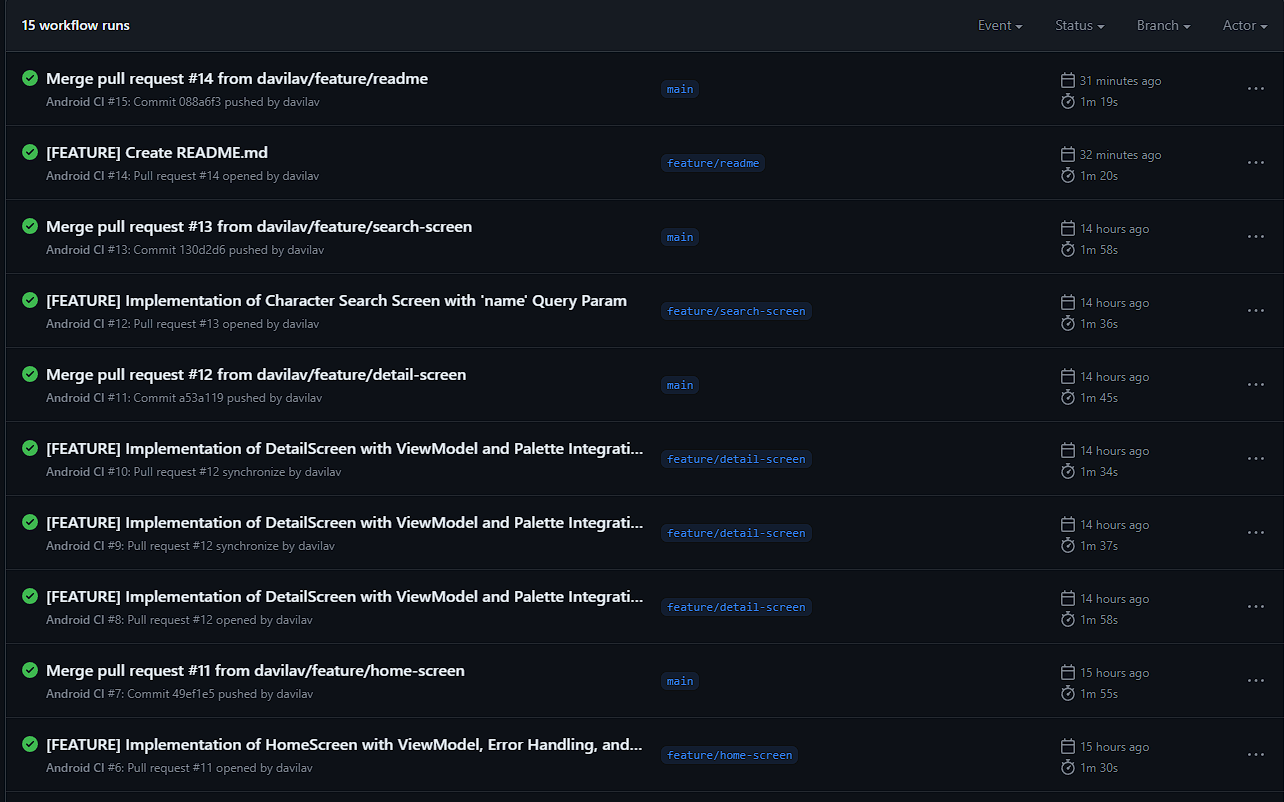 15 workflow runs
Event Status Branch Actor
Merge pull request #14 from davilav/feature/readme
Android CI #15: Commit 088a6f3 pushed by davilav
main
31 minutes ago
1m 19s
[FEATURE] Create README.md
Android CI #14: Pull request #14 opened by davilav
feature/readme
32 minutes ago
1m 20s
Merge pull request #13 from davilav/feature/search-screen
Android CI #13: Commit 130d2d6 pushed by davilav
main
14 hours ago
1m 58s
[FEATURE] Implementation of Character Search Screen with 'name' Query Param
Android CI #12: Pull request #13 opened by davilav
feature/search-screen
14 hours ago
1m 36s
Merge pull request #12 from davilav/feature/detail-screen
Android CI #11: Commit a53a119 pushed by davilav
main
14 hours ago
1m 45s
[FEATURE] Implementation of DetailScreen with ViewModel and Palette Integrati...
Android CI #10: Pull request #12 synchronize by davilav
feature/detail-screen
14 hours ago
1m 34s
[FEATURE] Implementation of DetailScreen with ViewModel and Palette Integrati...
Android CI #9: Pull request #12 synchronize by davilav
feature/detail-screen
14 hours ago
1m 37s
[FEATURE] Implementation of DetailScreen with ViewModel and Palette Integrati...
Android CI #8: Pull request #12 opened by davilav
feature/detail-screen
14 hours ago
1m 58s
Merge pull request #11 from davilav/feature/home-screen
Android CI #7: Commit 49ef1e5 pushed by davilav
main
15 hours ago
1m 55s
[FEATURE] Implementation of HomeScreen with ViewModel, Error Handling, and...
Android CI #6: Pull request #11 opened by davilav
feature/home-screen
15 hours ago
1m 30s